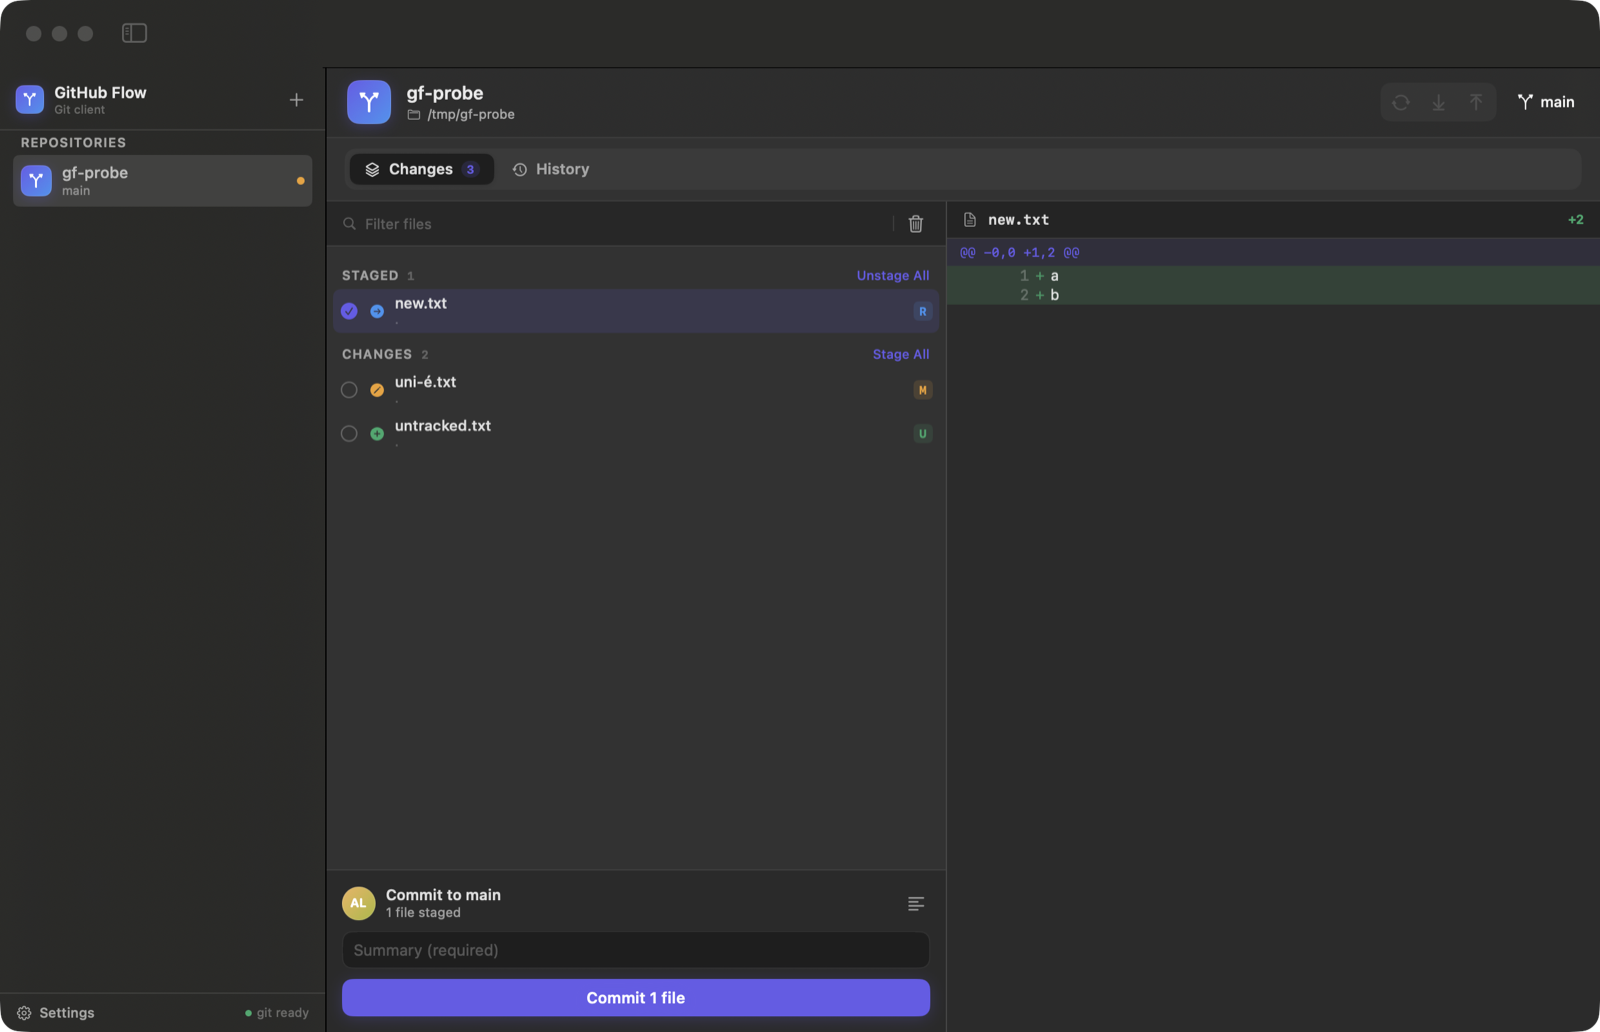 GitHub Flow
Git client
REPOSITORIES
gf-probe
main
Settings
git ready
gf-probe
/tmp/gf-probe
main
Changes 3
History
Filter files
STAGED 1
Unstage All
new.txt
.
R
CHANGES 2
Stage All
uni-é.txt
.
M
untracked.txt
.
U
AL
Commit to main
1 file staged
Summary (required)
Commit 1 file
new.txt
+2
@@ -0,0 +1,2 @@
1 + a
2 + b